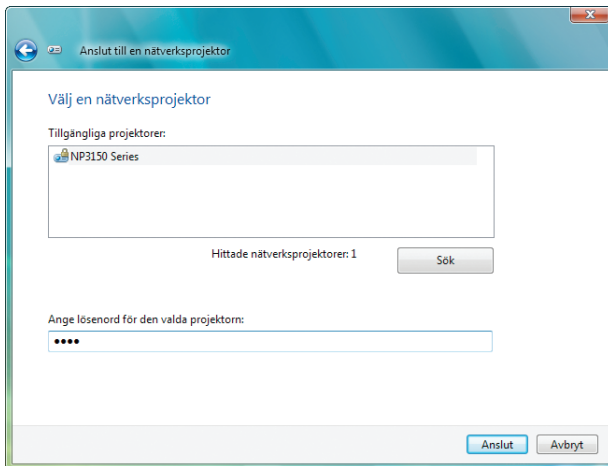 Anslut till en nätverksprojektor
Välj en nätverksprojektor
Tillgängliga projektorer:
NP3150 Series
Hittade nätverksprojektorer: 1
Sök
Ange lösenord för den valda projektorn:
••••
Anslut
Avbryt